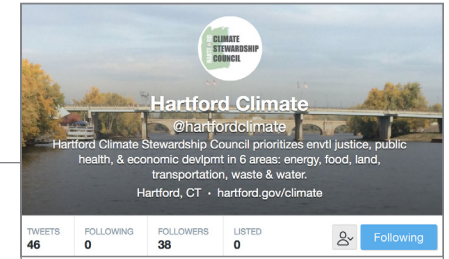 CLIMATE
STEWARDSHIP
COUNCIL
Hartford Climate
@hartfordclimate
Hartford Climate Stewardship Council prioritizes envtl justice, public
health, & economic devlpmt in 6 areas: energy, food, land,
transportation, waste & water.
Hartford, CT · hartford.gov/climate
TWEETS FOLLOWING FOLLOWERS LISTED
46 0 38 0
Following